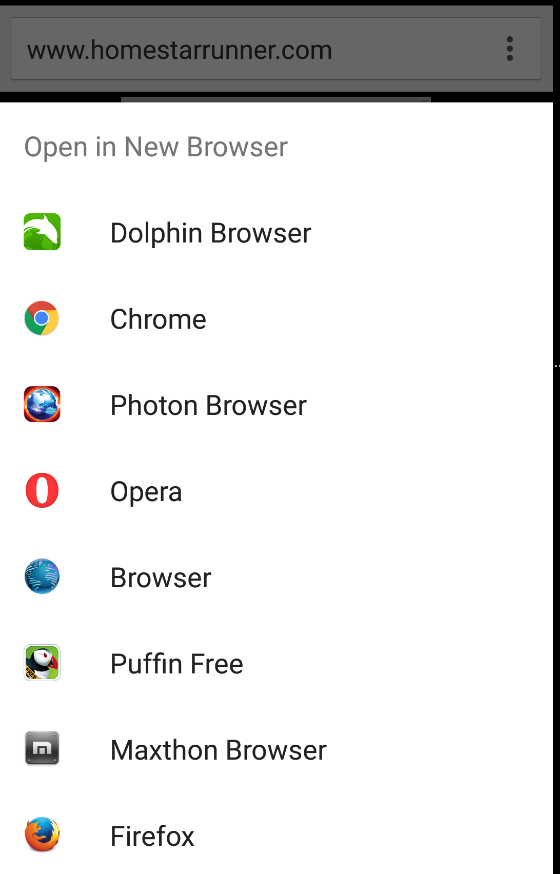 www.homestarrunner.com
Open in New Browser
Dolphin Browser
Chrome
Photon Browser
Opera
Browser
Puffin Free
Maxthon Browser
Firefox